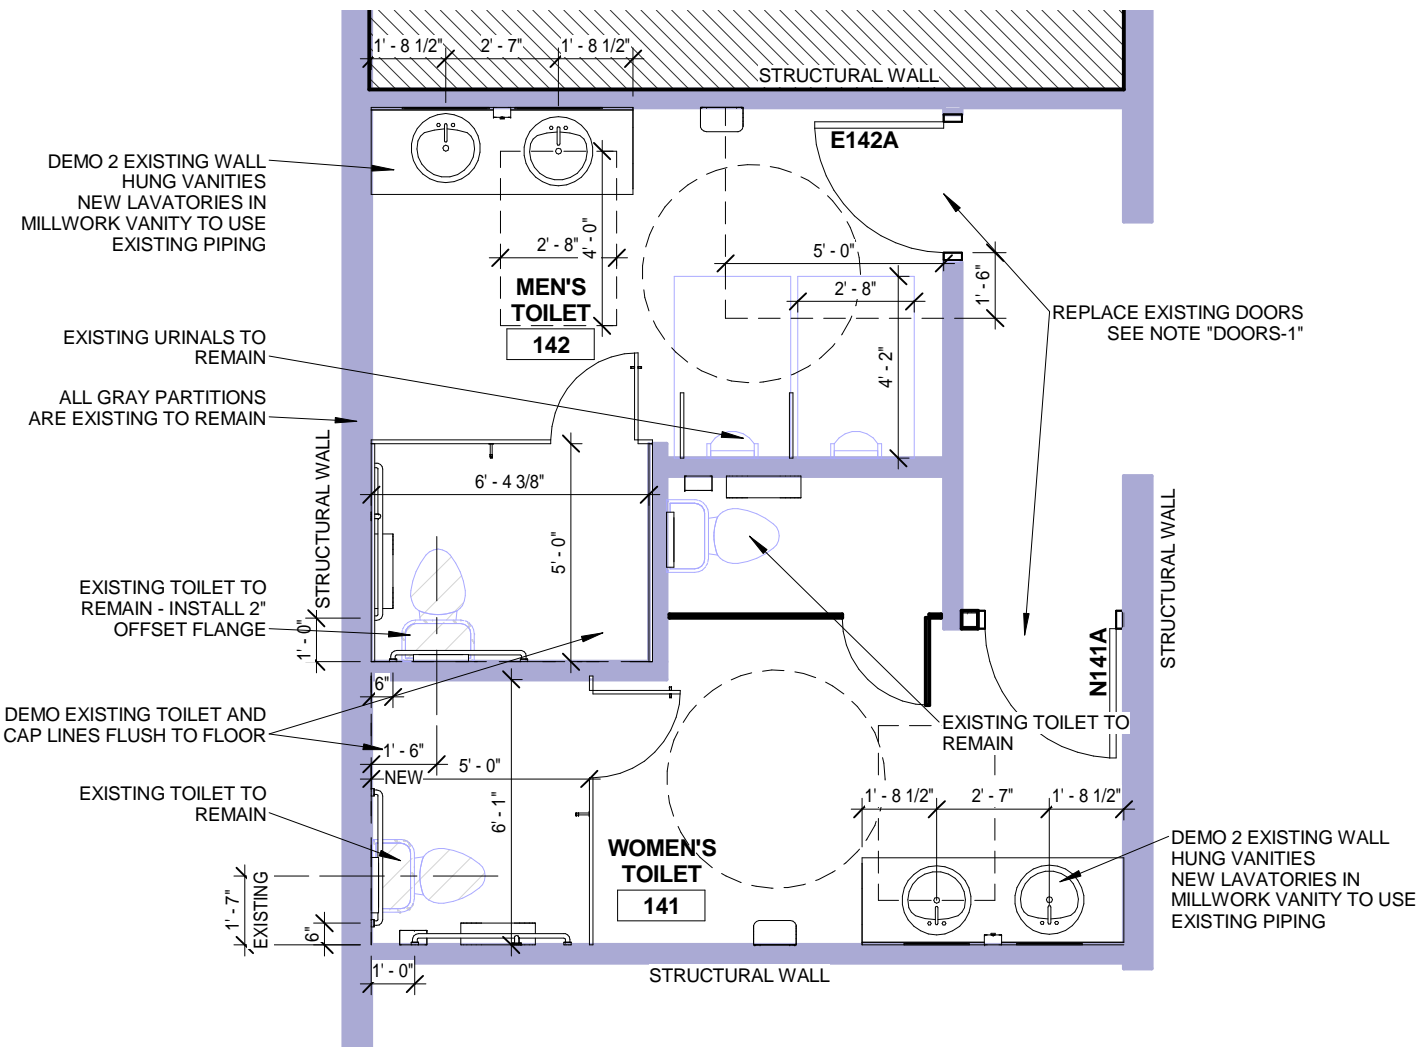 1' - 8 1/2"
2' - 7"
1' - 8 1/2"
STRUCTURAL WALL
E142A
DEMO 2 EXISTING WALL
HUNG VANITIES
NEW LAVATORIES IN
MILLWORK VANITY TO USE
EXISTING PIPING
2' - 8"
4' - 0"
5' - 0"
2' - 8"
1' - 6"
4' - 2"
MEN'S
TOILET
142
REPLACE EXISTING DOORS
SEE NOTE "DOORS-1"
EXISTING URINALS TO
REMAIN
ALL GRAY PARTITIONS
ARE EXISTING TO REMAIN
STRUCTURAL WALL
6' - 4 3/8"
5' - 0"
STRUCTURAL WALL
EXISTING TOILET TO
REMAIN - INSTALL 2"
OFFSET FLANGE
1' - 0"
N141A
6"
DEMO EXISTING TOILET AND
CAP LINES FLUSH TO FLOOR
1' - 6"
NEW
5' - 0"
6' - 1"
EXISTING TOILET TO
REMAIN
EXISTING TOILET TO
REMAIN
1' - 8 1/2"
2' - 7"
1' - 8 1/2"
WOMEN'S
TOILET
141
DEMO 2 EXISTING WALL
HUNG VANITIES
NEW LAVATORIES IN
MILLWORK VANITY TO USE
EXISTING PIPING
1' - 7"
EXISTING
6"
1' - 0"
STRUCTURAL WALL